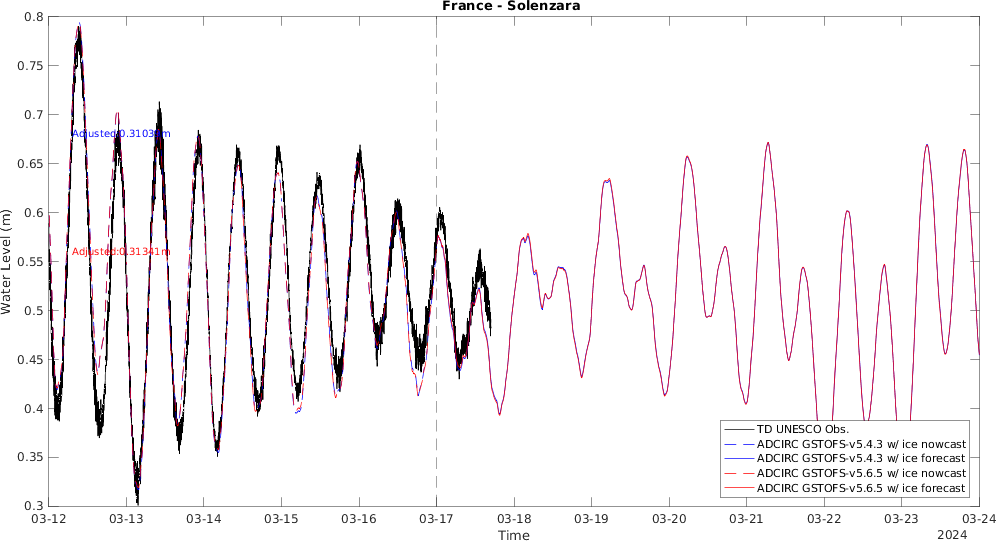 France - Solenzara
0.8
0.75
0.7
0.65
0.6
0.55
0.5
0.45
0.4
0.35
0.3
Water Level (m)
Adjusted:0.31341m
TD UNESCO Obs.
ADCIRC GSTOFS-v5.4.3 w/ ice nowcast
ADCIRC GSTOFS-v5.4.3 w/ ice forecast
ADCIRC GSTOFS-v5.6.5 w/ ice nowcast
ADCIRC GSTOFS-v5.6.5 w/ ice forecast
03-12 03-13 03-14 03-15 03-16 03-17 03-18 03-19 03-20 03-21 03-22 03-23 03-24
Time
2024